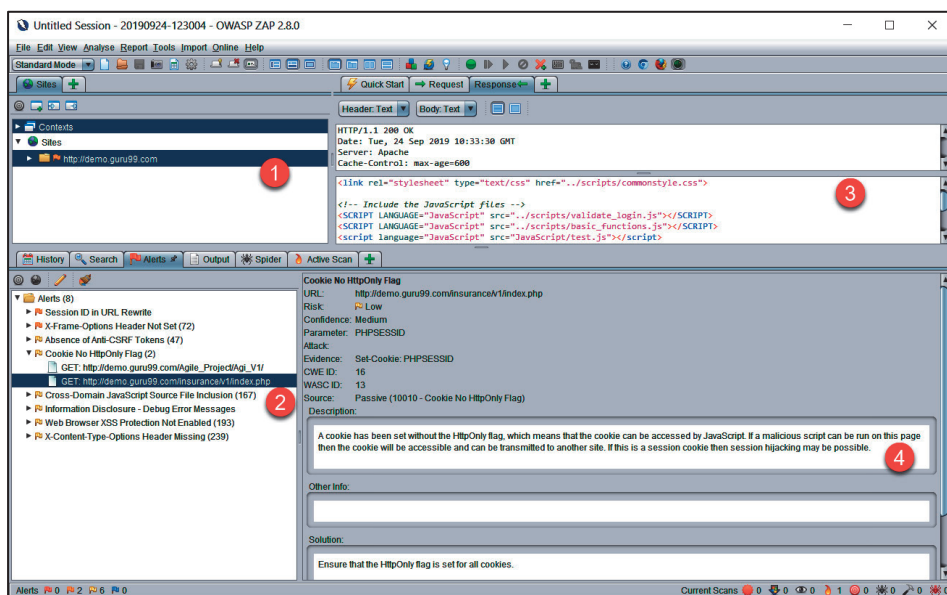 Untitled Session - 20190924-123004 - OWASP ZAP 2.8.0
File Edit View Analyse Report Tools Import Online Help
Standard Mode
Sites
Quick Start Request Response
Header: Text Body: Text
Contexts
Sites
http://demo.guru99.com
1
HTTP/1.1 200 OK
Date: Tue, 24 Sep 2019 10:33:30 GMT
Server: Apache
Cache-Control: max-age=600
<link rel="stylesheet" type="text/css" href="../scripts/commonstyle.css">
3
<!-- Include the JavaScript files -->
<SCRIPT LANGUAGE="JavaScript" src="../scripts/validate_login.js"></SCRIPT>
<SCRIPT LANGUAGE="JavaScript" src="../scripts/basic_functions.js"></SCRIPT>
<script language="JavaScript" src="JavaScript/test.js"></script>
History Search Alerts Output Spider Active Scan
Alerts (8)
Session ID in URL Rewrite
X-Frame-Options Header Not Set (72)
Absence of Anti-CSRF Tokens (47)
Cookie No HttpOnly Flag (2)
GET: http://demo.guru99.com/Agile_Project/Agi_V1/
GET: http://demo.guru99.com/insurance/v1/index.php
Cross-Domain JavaScript Source File Inclusion (167)
2
Information Disclosure - Debug Error Messages
Web Browser XSS Protection Not Enabled (193)
X-Content-Type-Options Header Missing (239)
Cookie No HttpOnly Flag
URL: http://demo.guru99.com/insurance/v1/index.php
Risk: Low
Confidence: Medium
Parameter: PHPSESSID
Attack:
Evidence: Set-Cookie: PHPSESSID
CWE ID: 16
WASC ID: 13
Source: Passive (10010 - Cookie No HttpOnly Flag)
Description:
A cookie has been set without the HttpOnly flag, which means that the cookie can be accessed by JavaScript. If a malicious script can be run on this page
then the cookie will be accessible and can be transmitted to another site. If this is a session cookie then session hijacking may be possible.
4
Other Info:
Solution:
Ensure that the HttpOnly flag is set for all cookies.
Alerts 0 2 6 0
Current Scans 0 0 0 1 0 0 0